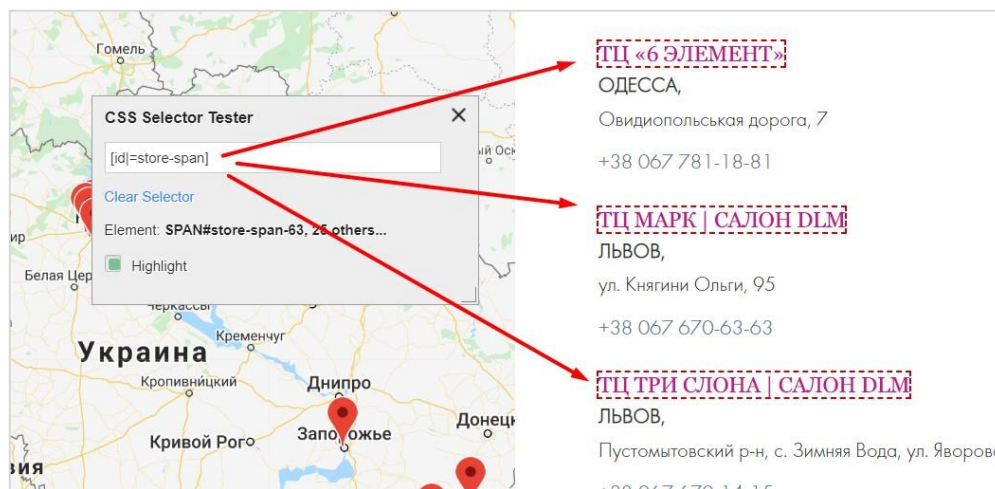 Гомель
CSS Selector Tester
[id|=store-span]
Clear Selector
Element: SPAN#store-span-63, 25 others...
Highlight
Белая Цер
Черкассы
Кременчуг
Украина
Кропивницкий
Днипро
Кривой Рог
Запорожье
Донецк
ТЦ «6 ЭЛЕМЕНТ»
ОДЕССА,
Овидиопольськая дорога, 7
+38 067 781-18-81
ТЦ МАРК | САЛОН DLM
ЛЬВОВ,
ул. Княгини Ольги, 95
+38 067 670-63-63
ТЦ ТРИ СЛОНА | САЛОН DLM
ЛЬВОВ,
Пустомытовский р-н, с. Зимняя Вода, ул. Яворов